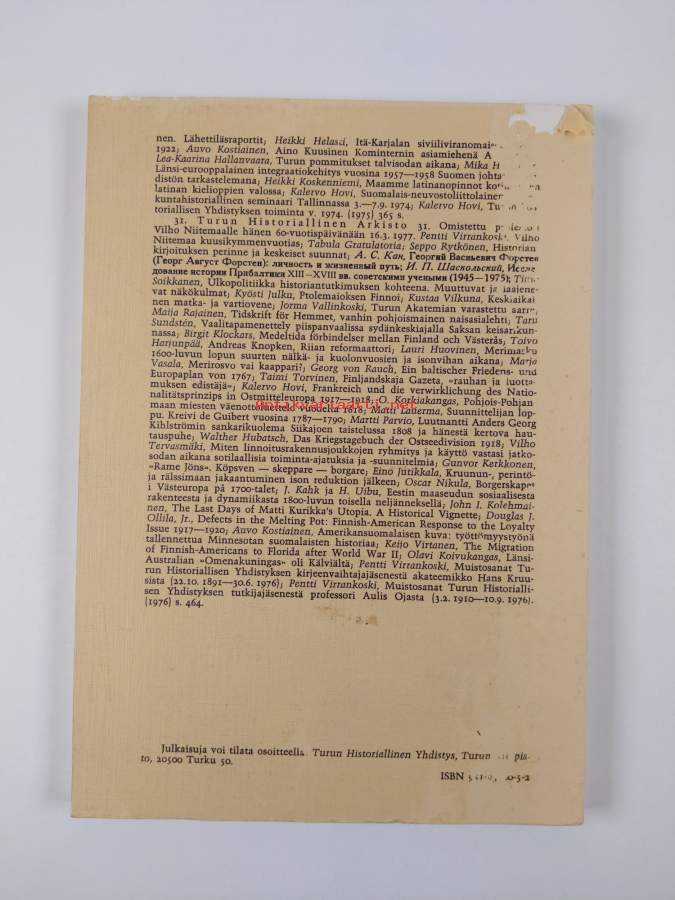 nen. Lähettiläsraportit; Heikki Helasti, Itä-Karjalan
1922; Auvo Kostiainen, Aino Kuusinen Kominternin asiamiehenä
Lea-Kaarina Hallanvaara, Turun pommitukset talvisodan aikana; Mika
Länsi-eurooppalainen integraatiokehitys vuosina 1957—1958 Suomen
distön tarkastelemana; Heikki Koskenniemi, Maamme latinanopinnot
latinan kielioppien valossa; Kalervo Hovi, Suomalais-neuvostoliittolainen
kuntahistoriallinen seminaari Tallinnassa 3.—7.9. 1974; Kalervo Hovi,
toriallisen Yhdistyksen toiminta v. 1974. (1975) 365 s.
31. Turun Historiallinen Arkisto 31. Omistettu
Vilho Niitemaalle hänen 60-vuotispäivänään 16.3. 1977. Pentti Virrankoski, Vilho
Niitemaa kuusikymmenvuotias; Tabula Gratulatoria; Seppo Rytkönen, Historian
kirjoituksen perinne ja keskeiset suunnat; А. С. Кан, Георгий Васильевич Форстен
(Георг Август Форстен): личность и жизненный путь; И. П. Шаскольский, Иссле-
дование истории Прибалтики XIII—XVIII вв. советскими учеными (1945—1975);
Soikkanen, Ulkopolitiikka historiantutkimuksen kohteena. Muuttuvat ja laajene-
vat näkökulmat; Kyösti Julku, Ptolemaioksen Finnoi; Kustaa Vilkuna, Keskiaikai
nen matka- ja vartiovene; Jorma Vallinkoski, Turun Akatemian varastettu aarre;
Maija Rajainen, Tidskrift för Hemmet, vanhin pohjoismainen naisasialehti; Taru
Sundstén, Vaalitapamenettely piispanvaalissa sydänkeskiajalla Saksan keisarikun-
nassa; Birgit Klockars, Medeltida förbindelser mellan Finland och Västerås; Toivo
Harjunpää, Andreas Knopken, Riian reformaattori; Lauri Huovinen, Merimasku
1600-luvun lopun suurten nälkä- ja kuolonvuosien ja isonvihan aikana; Marja
Vasala, Merirosvo vai kaappari?; Georg von Rauch, Ein baltischer Friedens- und
Europaplan von 1767; Taimi Torvinen, Finljandskaja Gazeta, »rauhan ja luotta-
muksen edistäjä»; Kalervo Hovi, Frankreich und die verwirklichung des Natio-
nalitätsprinzips in Ostmitteleuropa 1917—1918; O. Korkiakangas, Pohjois-Pohjan
maan miesten väenottomiettelö vuodelta 1618; Matti Lauerma, Suunnittelijan lop-
pu. Kreivi de Guibert vuosina 1787—1790; Martti Parvio, Luutnantti Anders Georg
Kihlströmin sankarikuolema Siikajoen taistelussa 1808 ja hänestä kertova hau-
tauspuhe; Walther Hubatsch, Das Kriegstagebuch der Ostseedivision 1918; Vilho
Tervasmäki, Miten linnoitusrakennusjoukkojen ryhmitys ja käyttö vastasi jatko-
sodan aikana sotilaallisia toiminta-ajatuksia ja -suunnitelmia; Gunvor Kerkkonen,
»Rame Jöns». Köpsven — skeppare — borgare; Eino Jutikkala, Kruunun-, perintö-
ja rälssimaan jakaantuminen ison reduktion jälkeen; Oscar Nikula, Borgerskapet
i Västeuropa på 1700-talet; J. Kahk ja H. Uibu, Eestin maaseudun sosiaalisesta
rakenteesta ja dynamiikasta 1800-luvun toisella neljänneksellä; John I. Kolehmai-
nen, The Last Days of Matti Kurikka's Utopia. A Historical Vignette; Douglas J.
Ollila, Jr., Defects in the Melting Pot: Finnish-American Response to the Loyalty
Issue 1917—1920; Auvo Kostiainen, Amerikansuomalaisen kuva: työttömyystyönä
tallennettua Minnesotan suomalaisten historiaa; Keijo Virtanen, The Migration
of Finnish-Americans to Florida after World War II; Olavi Koivukangas, Länsi-
Australian »Omenakuningas» oli Kälviältä; Pentti Virrankoski, Muistosanat Tu-
run Historiallisen Yhdistyksen kirjeenvaihtajajäsenestä akateemikko Hans Kruu-
sista (22.10. 1891—30.6. 1976); Pentti Virrankoski, Muistosanat Turun Historialli-
sen Yhdistyksen tutkijajäsenestä professori Aulis Ojasta (3.2. 1910—10.9. 1976).
(1976) s. 464.
antikvariaatti.net
Julkaisuja voi tilata osoitteella Turun Historiallinen Yhdistys, Turun
to, 20500 Turku 50.
ISBN